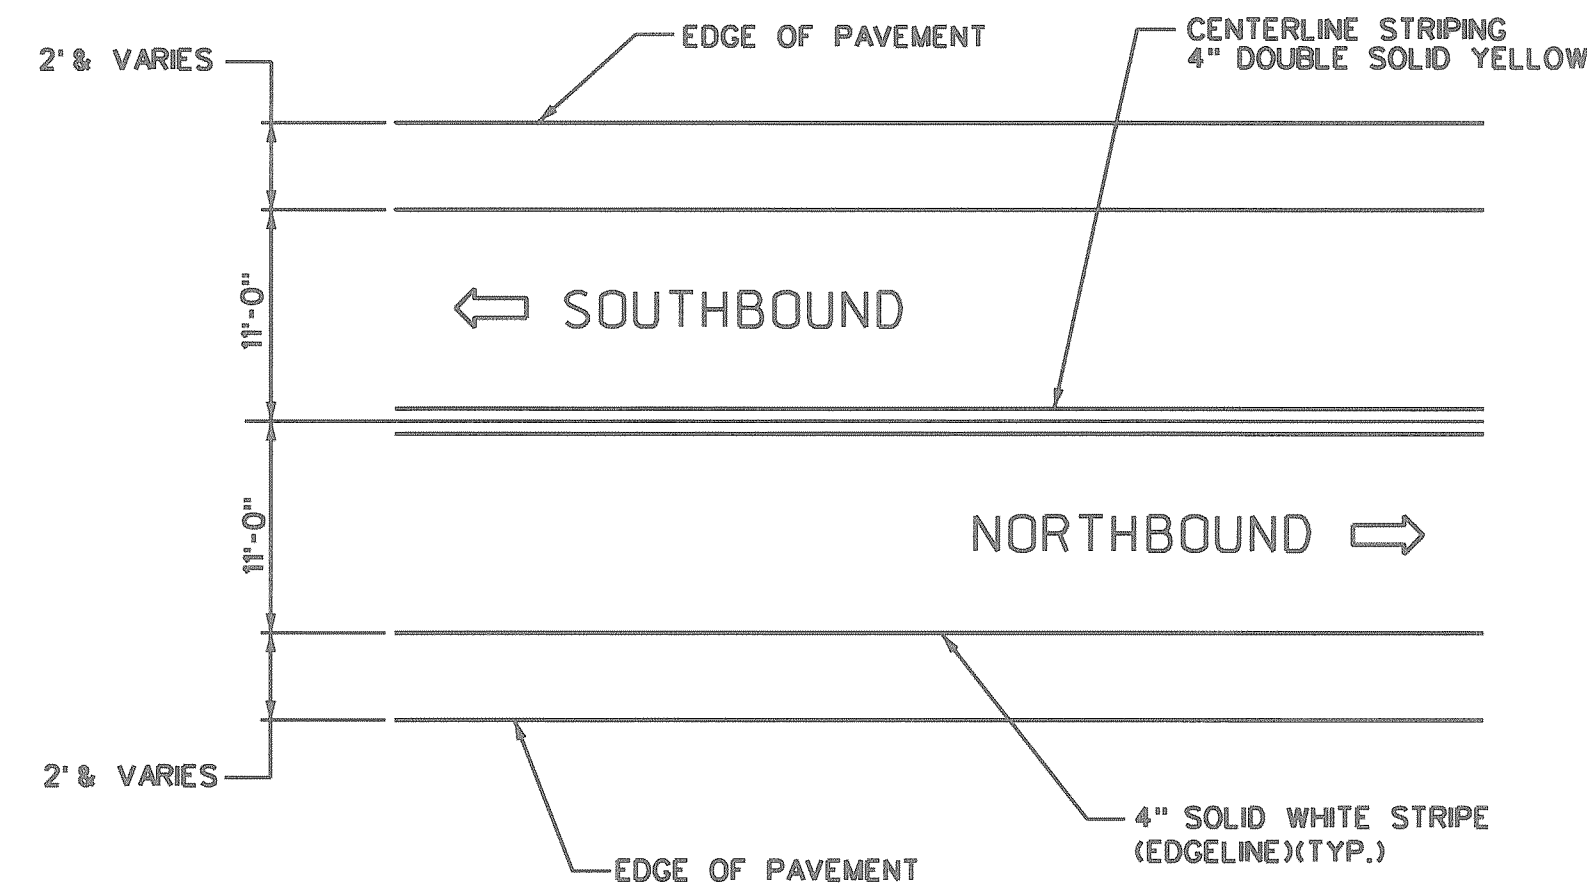 EDGE OF PAVEMENT
CENTERLINE STRIPING
4" DOUBLE SOLID YELLOW
2' & VARIES
11'-0"
SOUTHBOUND
11'-0"
NORTHBOUND
2' & VARIES
4" SOLID WHITE STRIPE
(EDGELINE)(TYP.)
EDGE OF PAVEMENT